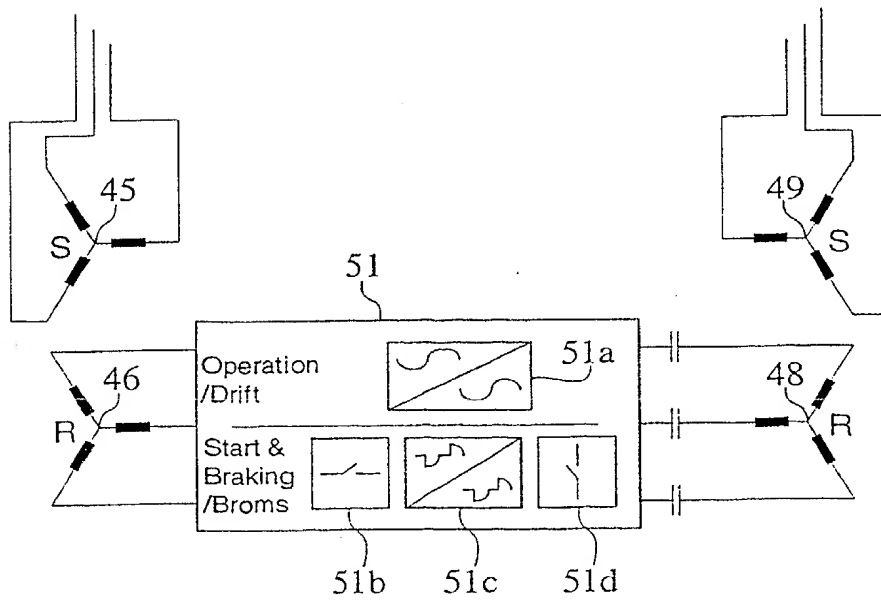 45
S
49
S
51
Operation
/Drift
51a
46
R
48
R
Start &
Braking
/Broms
51b
51c
51d